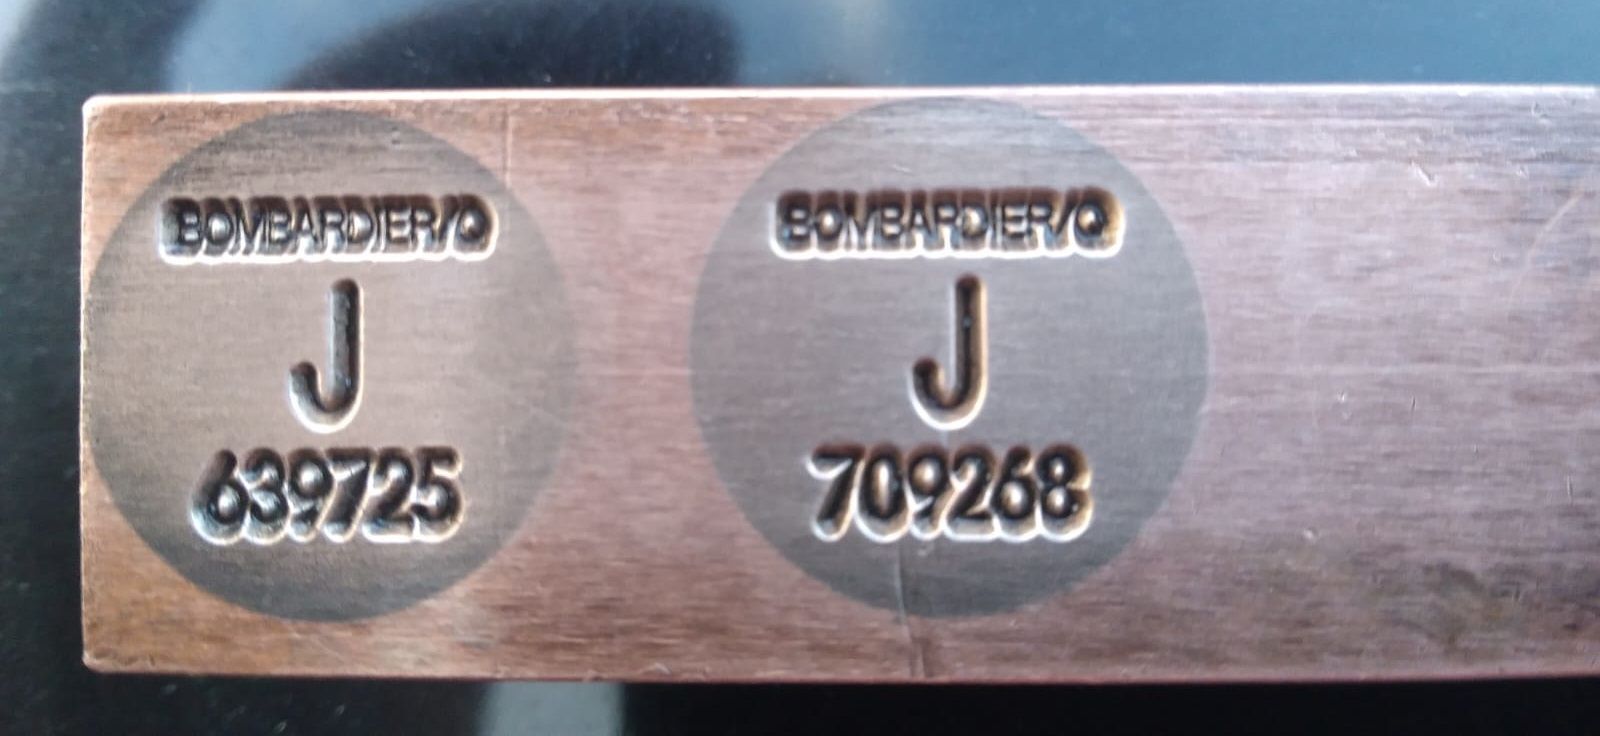 BOMBARDIER/Q
J
639725
BOMBARDIER/Q
J
709268